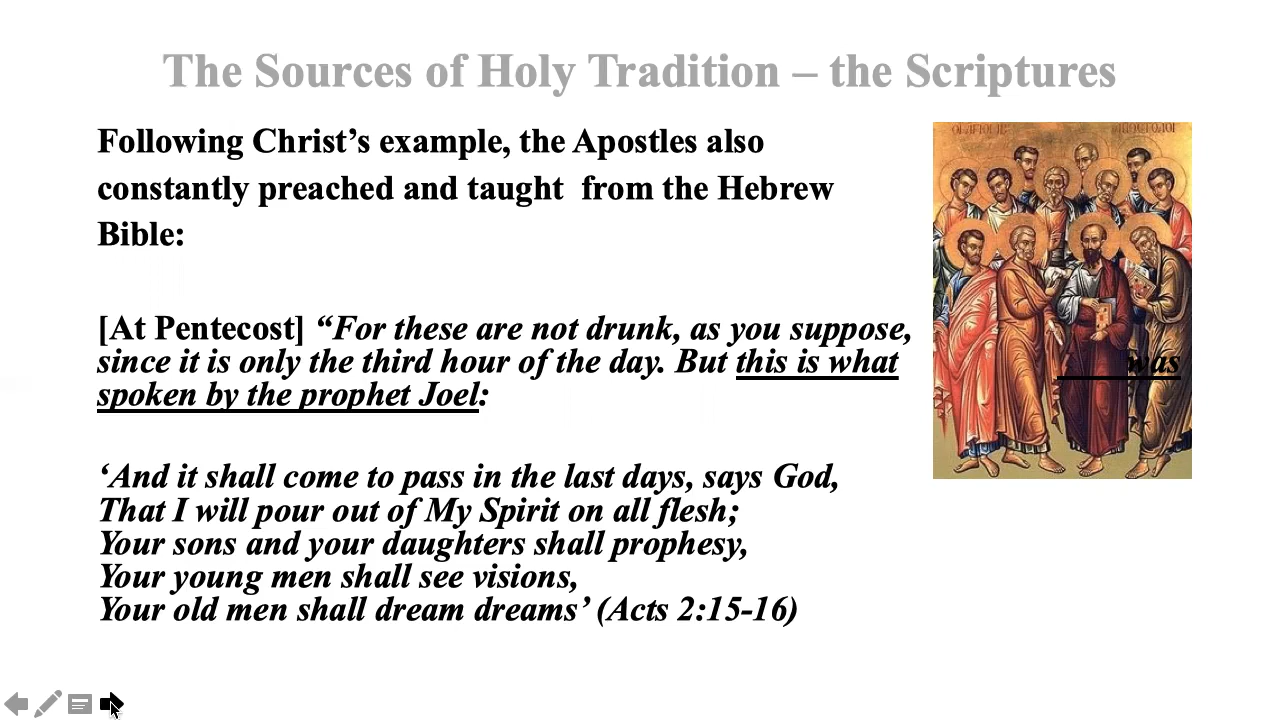 The Sources of Holy Tradition – the Scriptures
Following Christ’s example, the Apostles also
constantly preached and taught  from the Hebrew
Bible:
[At Pentecost] “For these are not drunk, as you suppose,
since it is only the third hour of the day. But this is what was
spoken by the prophet Joel:
‘And it shall come to pass in the last days, says God,
That I will pour out of My Spirit on all flesh;
Your sons and your daughters shall prophesy,
Your young men shall see visions,
Your old men shall dream dreams’ (Acts 2:15-16)